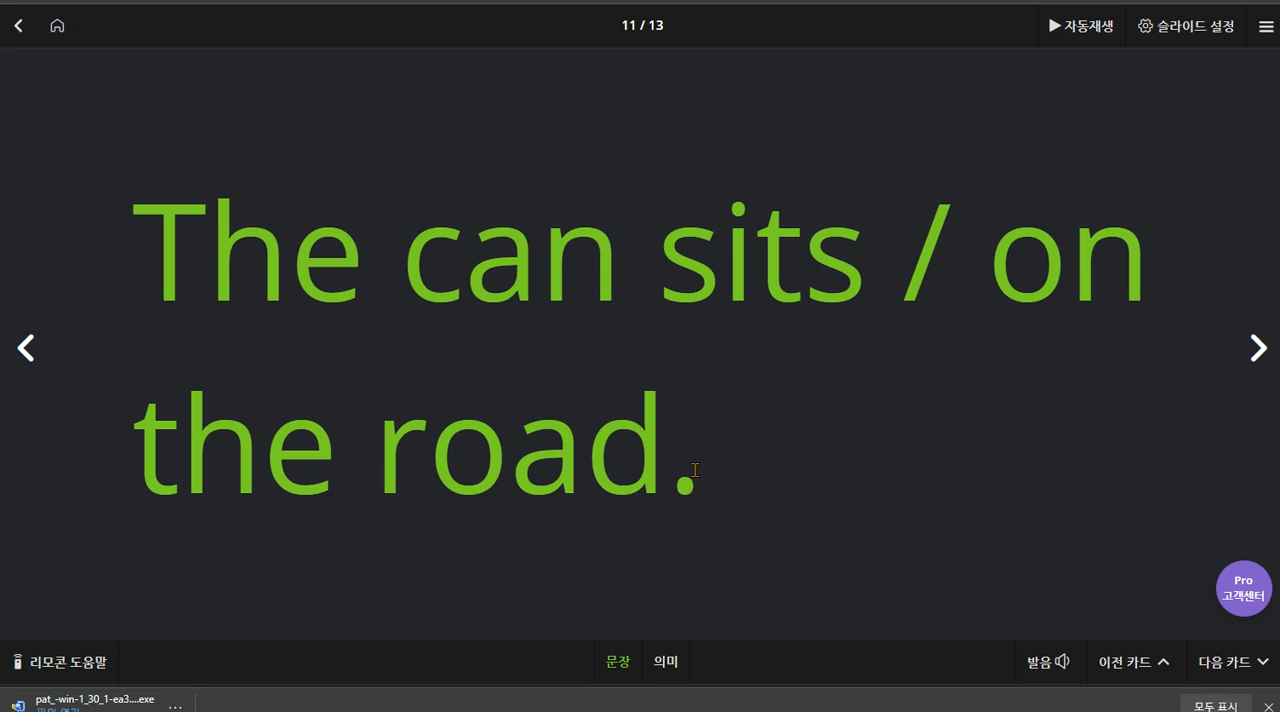 11 / 13
자동재생
슬라이드 설정
The can sits / on
the road.
Pro
고객센터
리모콘 도움말
문장
의미
발음
이전 카드
다음 카드
pat_-win-1_30_1-ea3....exe
...
모두 표시